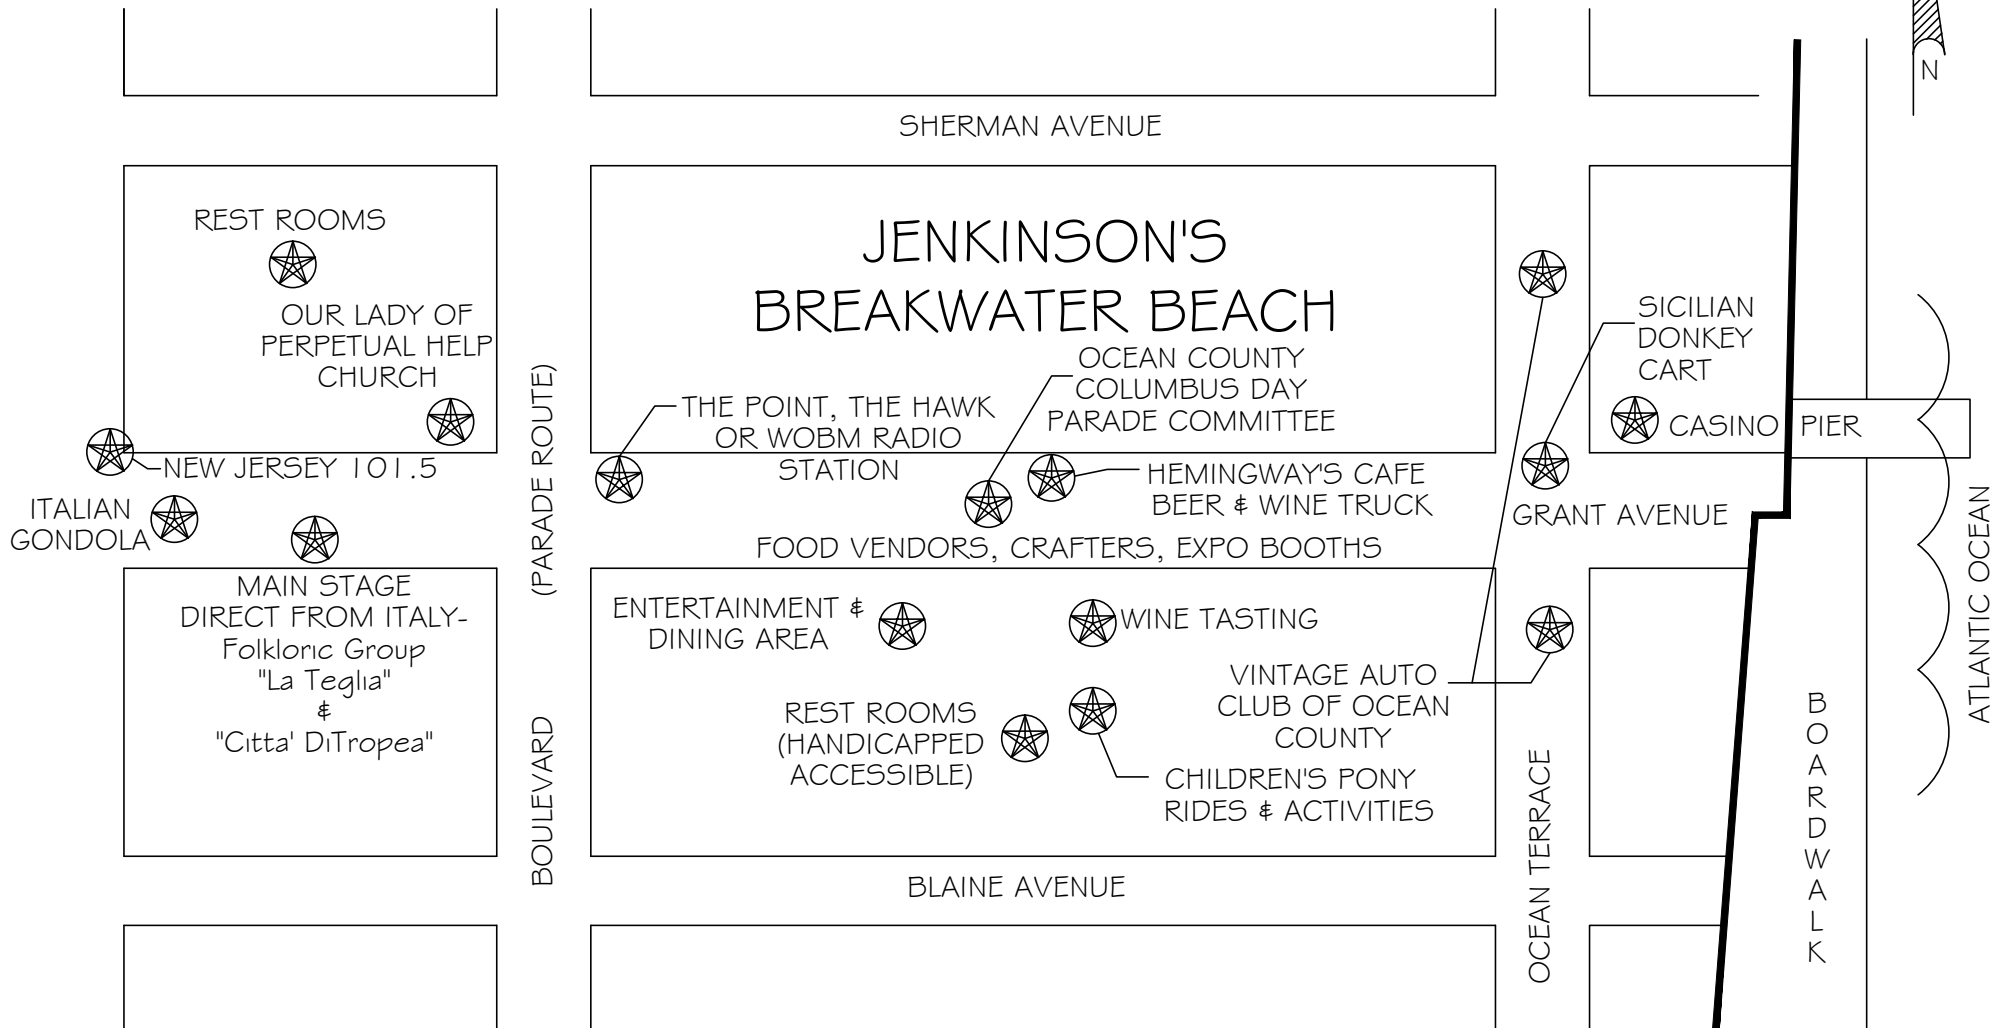 N
SHERMAN AVENUE
REST ROOMS
OUR LADY OF
PERPETUAL HELP
CHURCH
JENKINSON'S
BREAKWATER BEACH
OCEAN COUNTY
COLUMBUS DAY
PARADE COMMITTEE
THE POINT, THE HAWK
OR WOBM RADIO
STATION
SICILIAN
DONKEY
CART
CASINO PIER
NEW JERSEY 101.5
HEMINGWAY'S CAFE
BEER & WINE TRUCK
ITALIAN
GONDOLA
GRANT AVENUE
FOOD VENDORS, CRAFTERS, EXPO BOOTHS
(PARADE ROUTE)
BOULEVARD
MAIN STAGE
DIRECT FROM ITALY-
Folkloric Group
"La Teglia"
&
"Citta' DiTropea"
ENTERTAINMENT &
DINING AREA
WINE TASTING
VINTAGE AUTO
CLUB OF OCEAN
COUNTY
REST ROOMS
(HANDICAPPED
ACCESSIBLE)
CHILDREN'S PONY
RIDES & ACTIVITIES
OCEAN TERRACE
BOARDWALK
ATLANTIC OCEAN
BLAINE AVENUE